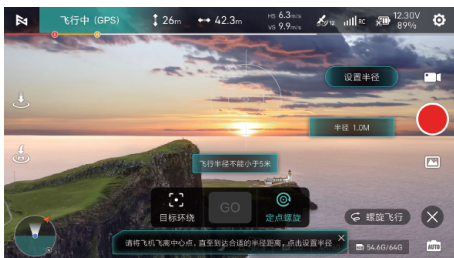 飞行中 (GPS)
26m
42.3m
HS 6.3m/s
VS 9.9m/s
12
RC
12.30V
89%
设置半径
半径 1.0M
飞行半径不能小于5米
目标环绕
GO
定点螺旋
螺旋飞行
请将飞机飞离中心点，直至到达合适的半径距离，点击设置半径
54.6G/64G
AUTO